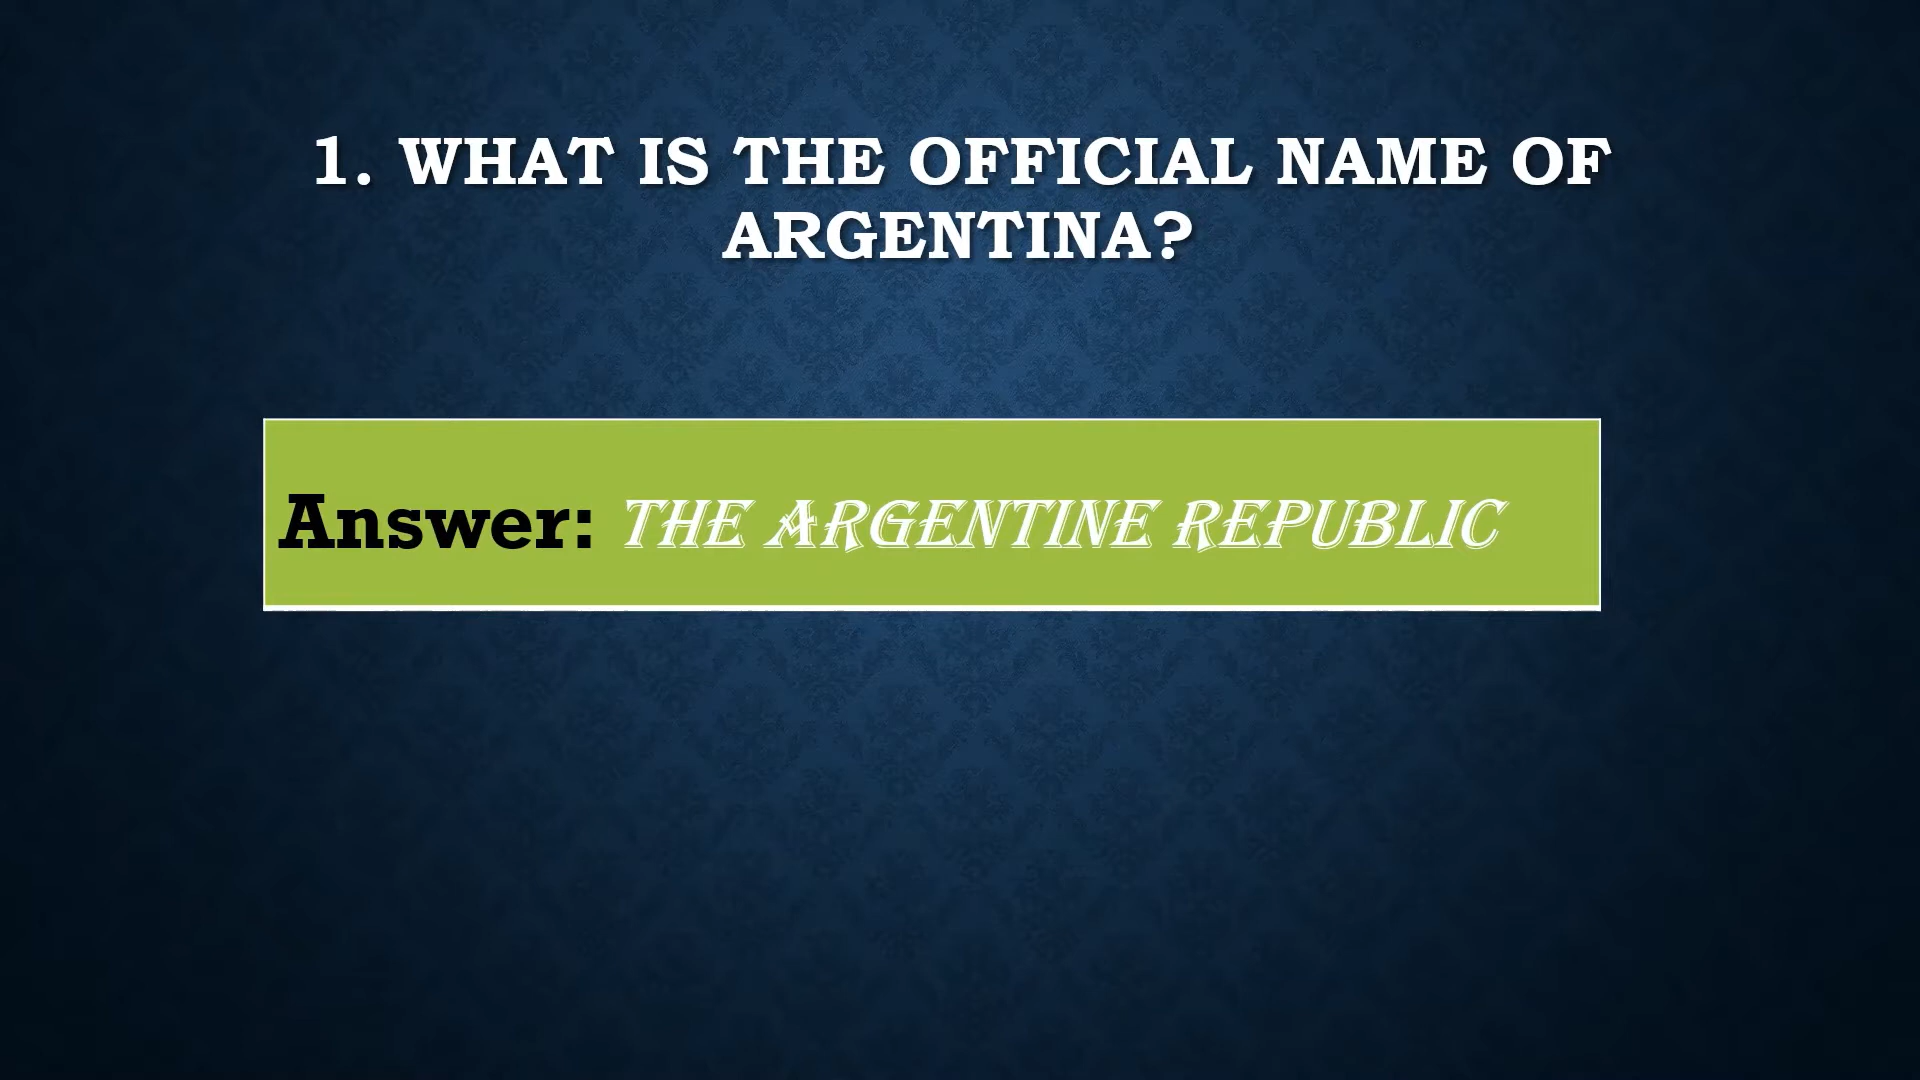 1. WHAT IS THE OFFICIAL NAME OF
ARGENTINA?
Answer: THE ARGENTINE REPUBLIC